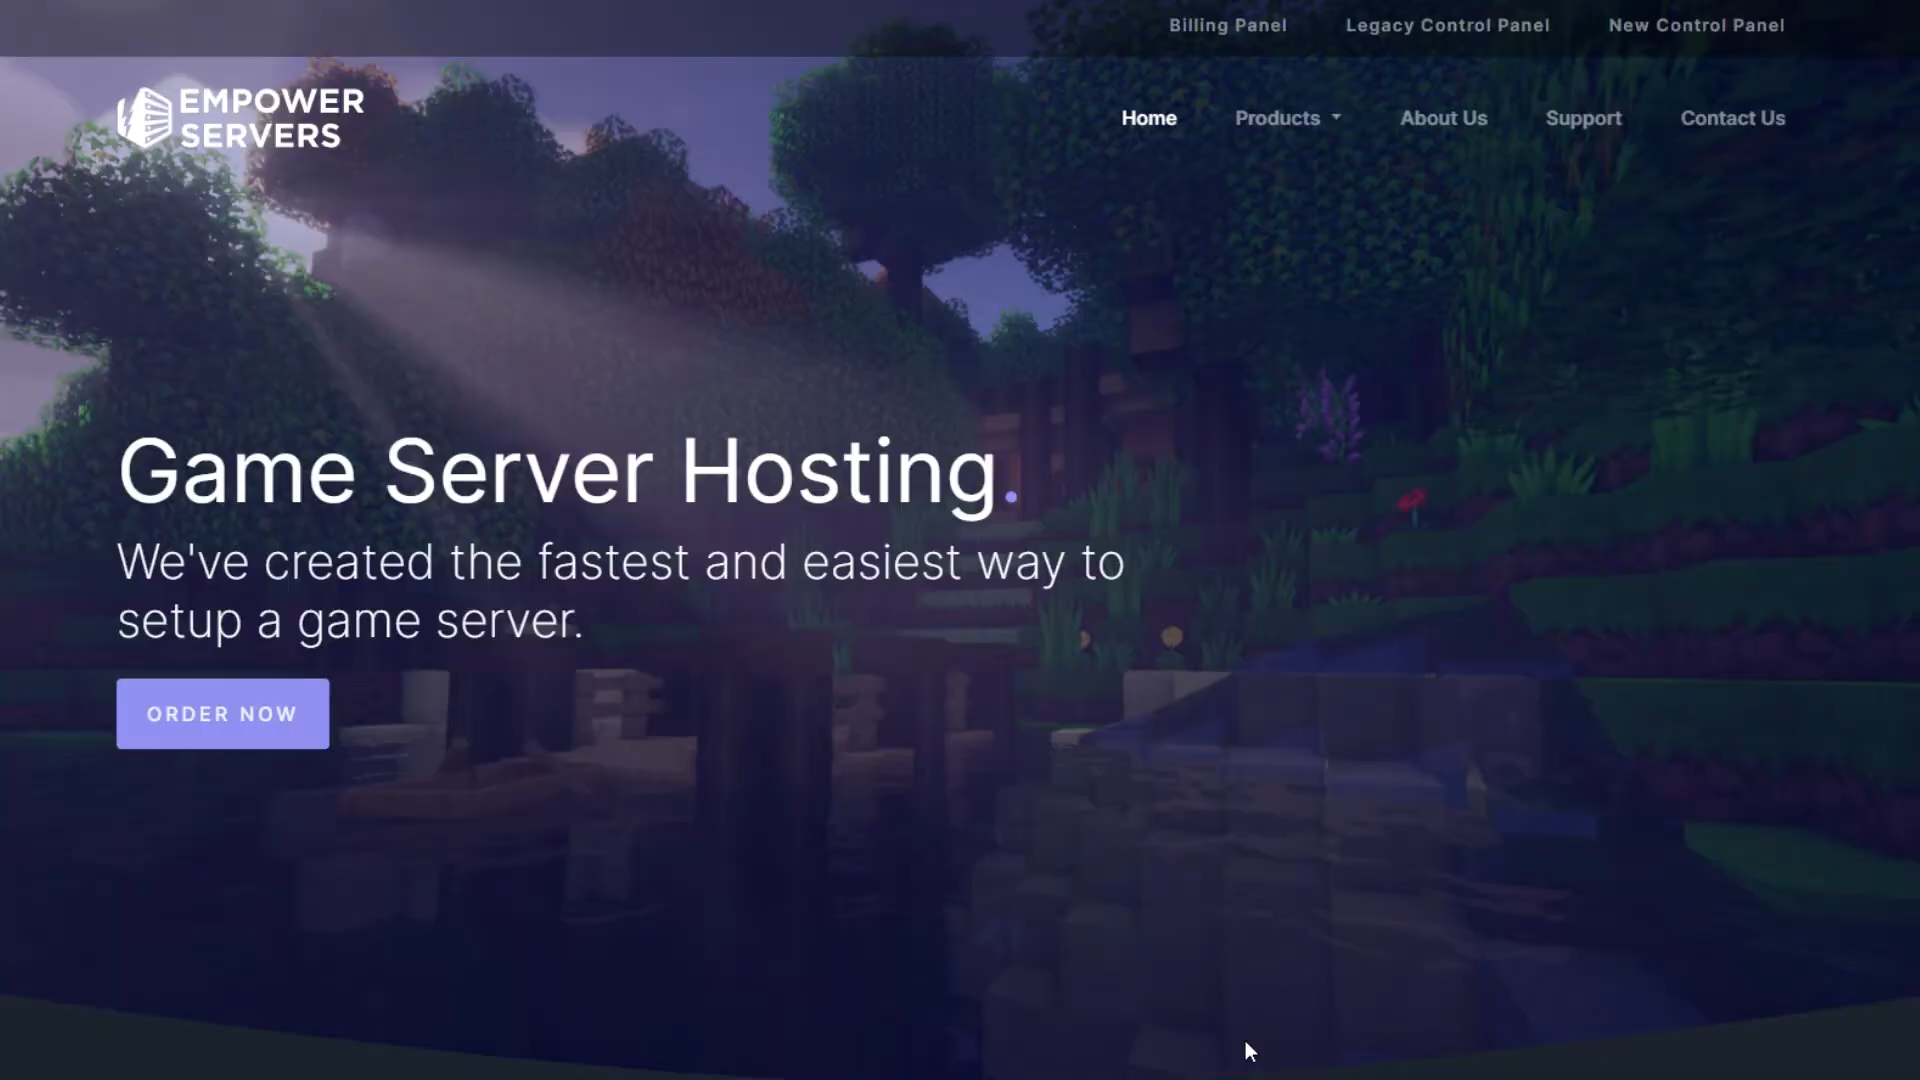 Billing Panel Legacy Control Panel New Control Panel
EMPOWER
SERVERS
Home Products About Us Support Contact Us
Game Server Hosting.
We've created the fastest and easiest way to
setup a game server.
ORDER NOW